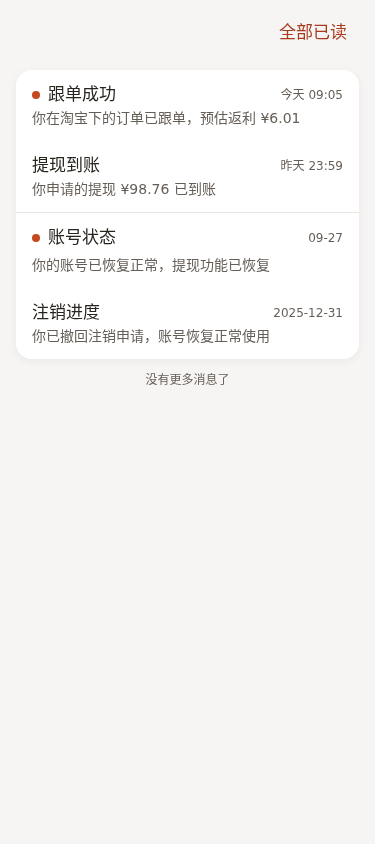 全部已读
跟单成功 今天 09:05
你在淘宝下的订单已跟单，预估返利 ¥6.01
提现到账 昨天 23:59
你申请的提现 ¥98.76 已到账
账号状态 09-27
你的账号已恢复正常，提现功能已恢复
注销进度 2025-12-31
你已撤回注销申请，账号恢复正常使用
没有更多消息了